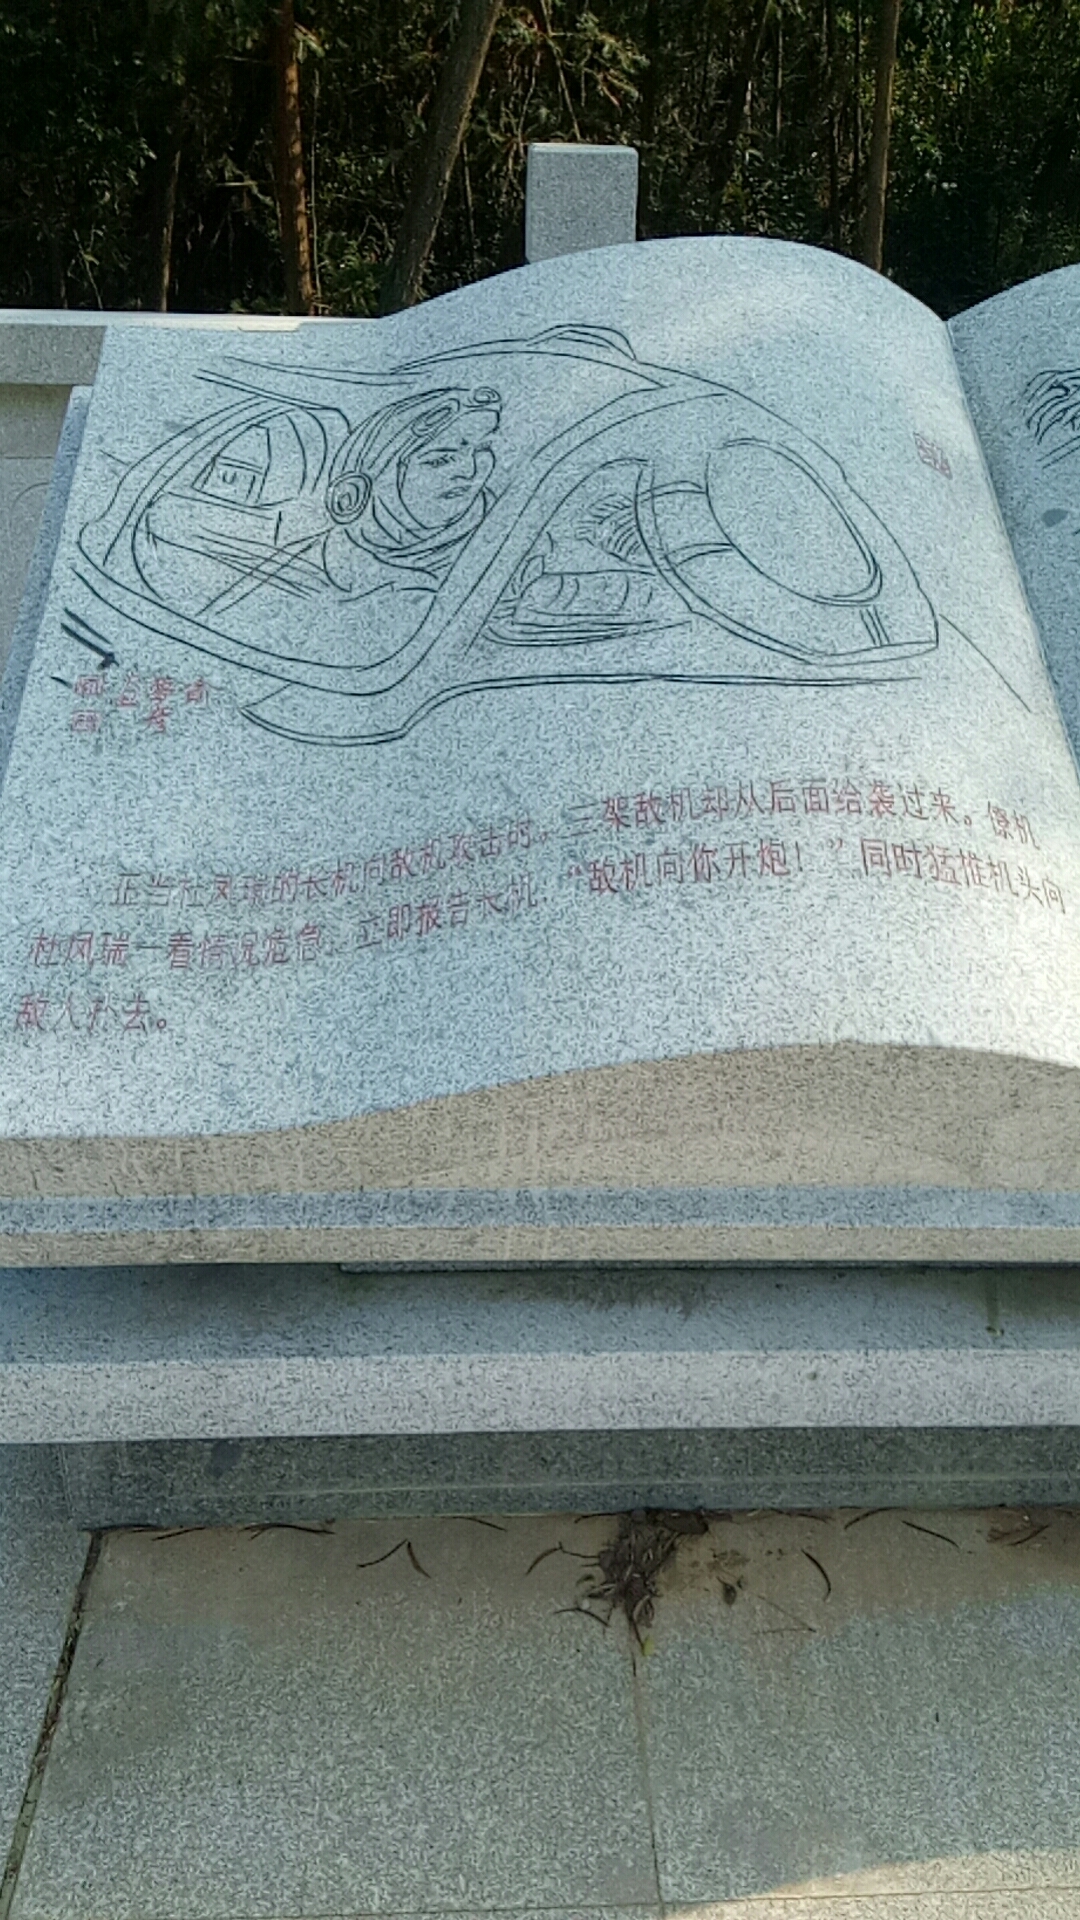 正当杜凤瑞的长机向敌机攻击时，三架敌机却从后面给袭过来。僚机
杜凤瑞一看情况危急，立即报告长机：“敌机向你开炮！”同时猛推机头向
敌人扑去。